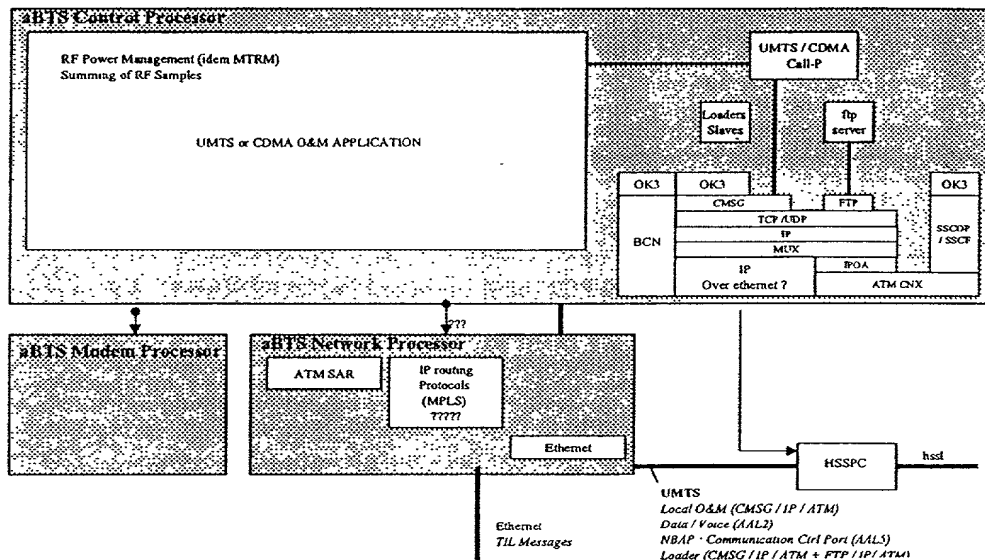 aBTS Control Processor
RF Power Management (idem MTRM)
Summing of RF Samples
UMTS or CDMA O&M APPLICATION
UMTS / CDMA
Call-P
Loaders
Slaves
ftp
server
OK3
OK3
OK3
CMSG
FTP
TCP/UDP
IP
MUX
BCN
SSCOP
/ SSCF
IP
Over ethernet ?
IPOA
ATM CNX
???
aBTS Modem Processor
aBTS Network Processor
ATM SAR
IP routing
Protocols
(MPLS)
?????
Ethernet
HSSPC
hssl
UMTS
Local O&M (CMSG / IP / ATM)
Data / Voice (AAL2)
NBAP - Communication Ctrl Port (AAL5)
Loader (CMSG / IP / ATM + FTP / IP/ ATM)
Ethernet
TIL Messages